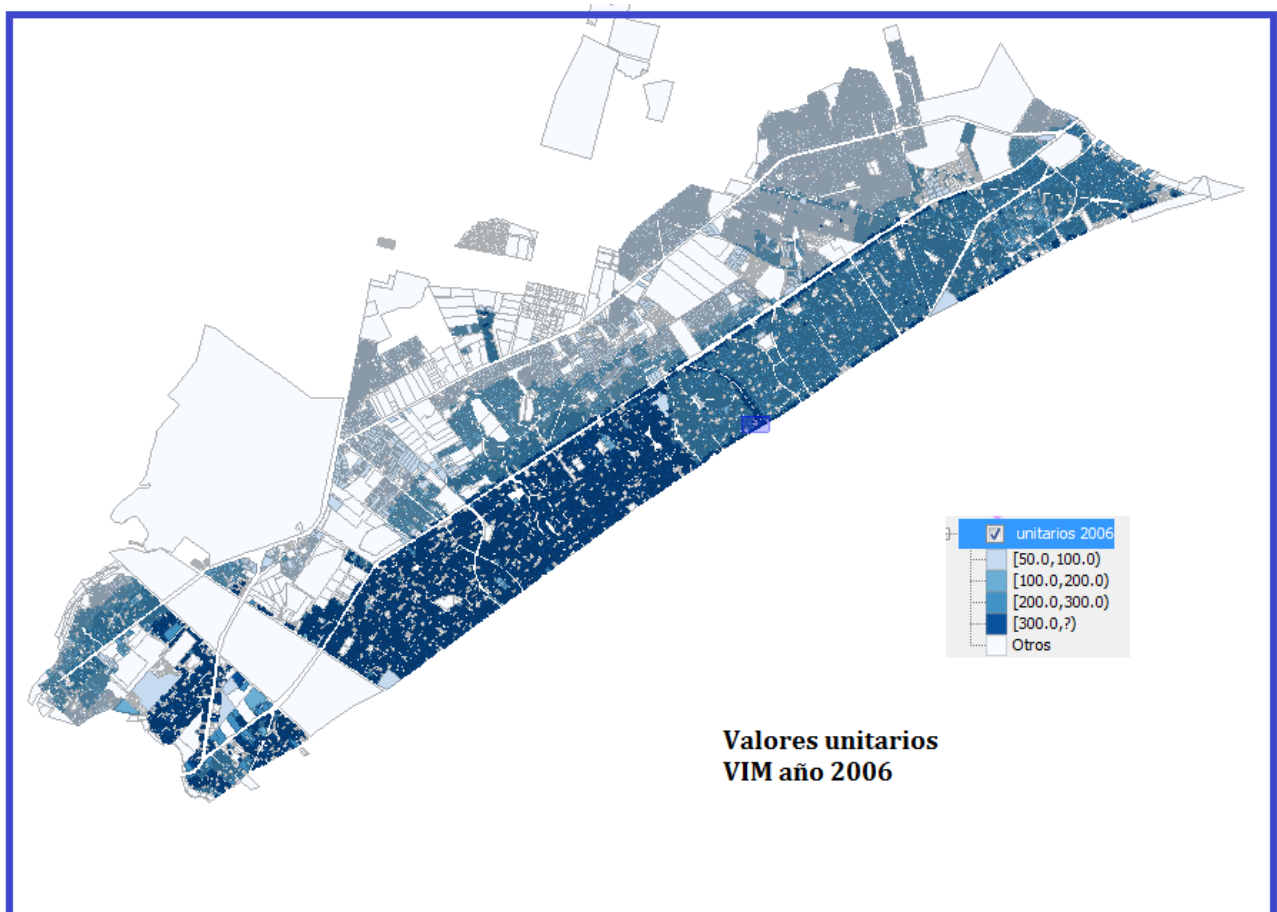 unitarios 2006
[50.0,100.0)
[100.0,200.0)
[200.0,300.0)
[300.0,?)
Otros
Valores unitarios
VIM año 2006